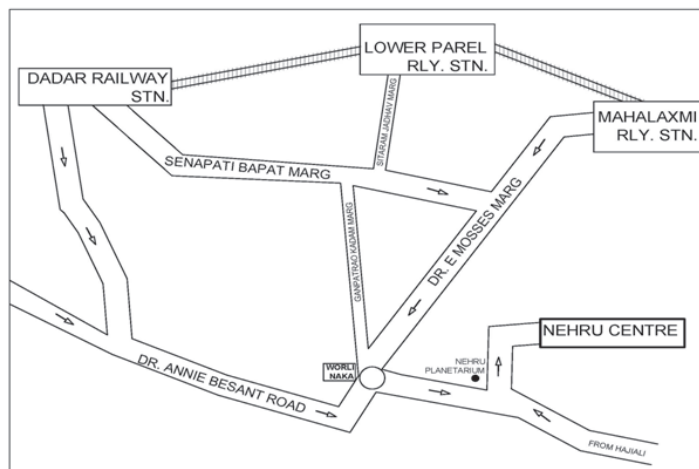 LOWER PAREL
RLY. STN.
DADAR RAILWAY
STN.
MAHALAXMI
RLY. STN.
SITARAM JADHAV MARG
SENAPATI BAPAT MARG
DR. E MOSSES MARG
GANPATRAO KADAM MARG
NEHRU CENTRE
NEHRU
PLANETARIUM
WORLI
NAKA
DR. ANNIE BESANT ROAD
FROM HAJIALI